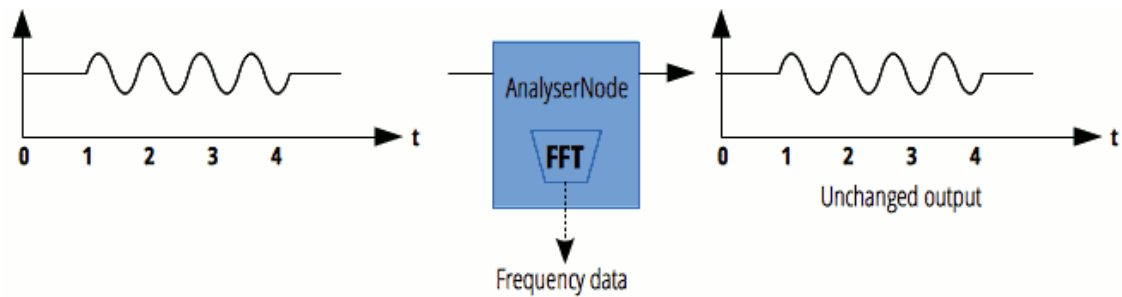 t
0 1 2 3 4
AnalyserNode
FFT
Frequency data
t
0 1 2 3 4
Unchanged output